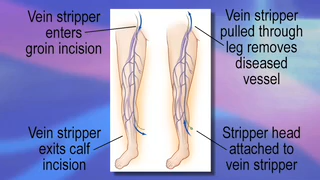 Vein stripper
enters
groin incision
Vein stripper
pulled through
leg removes
diseased
vessel
Vein stripper
exits calf
incision
Stripper head
attached to
vein stripper